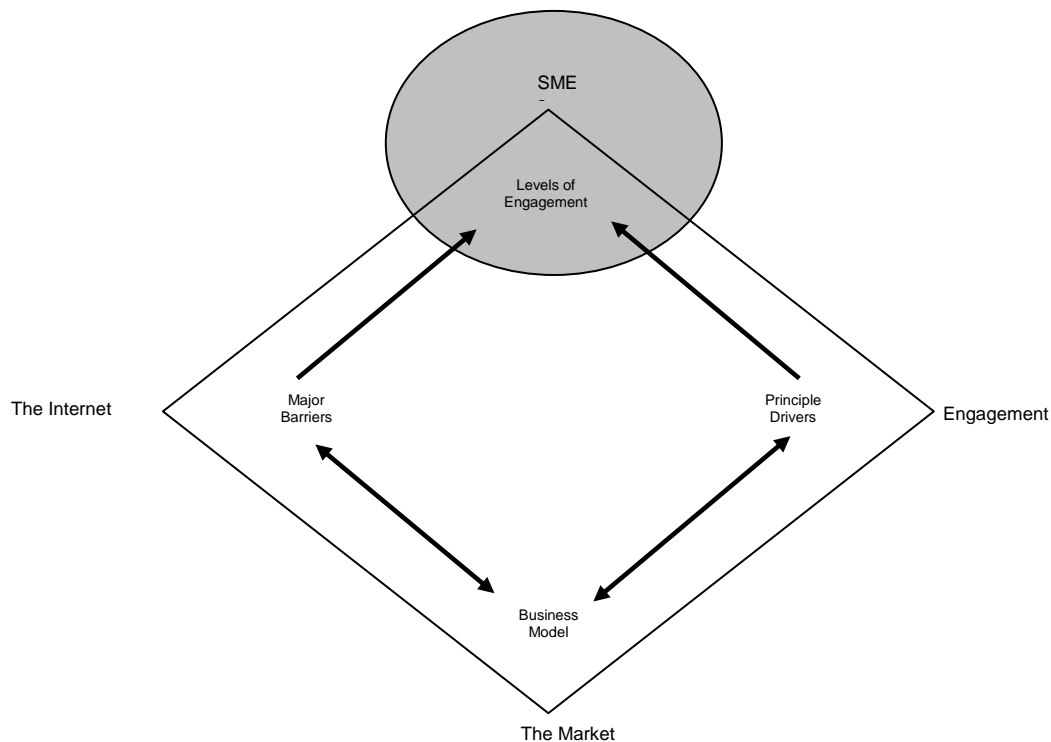 SME
Levels of
Engagement
The Internet
Major
Barriers
Principle
Drivers
Engagement
Business
Model
The Market